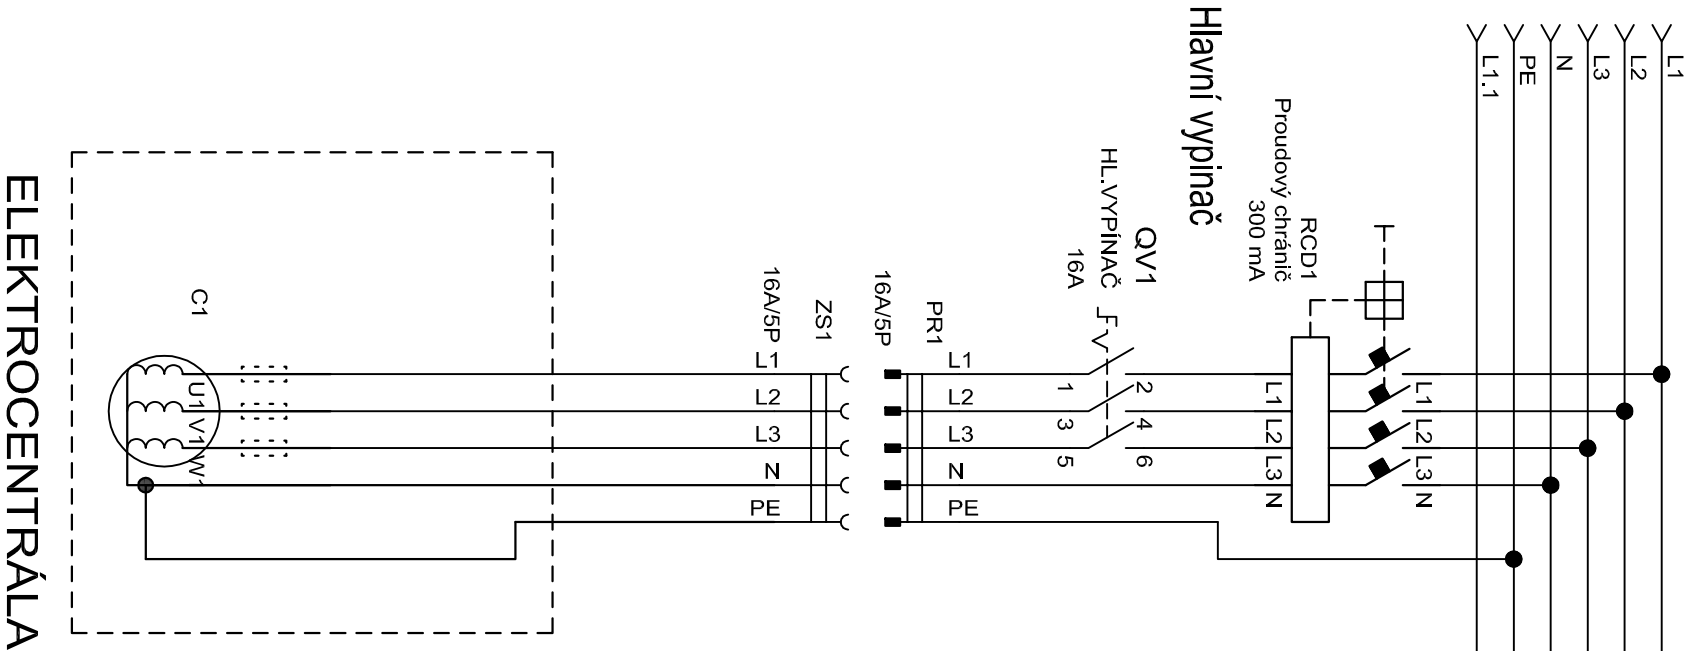 ELEKTROCENTRÁLA
C1
U1
V1
16A/5P
ZS1
L1
L2
L3
N
PE
16A/5P
PR1
L1
L2
L3
N
PE
Hlavní vypinač
QV1
HL.VYPÍNAČ
16A
1
2
3
4
5
6
RCD1
Proudový chránič
300 mA
L1
L2
L3
N
L1
L2
L3
N
L1
L2
L3
N
PE
L1.1